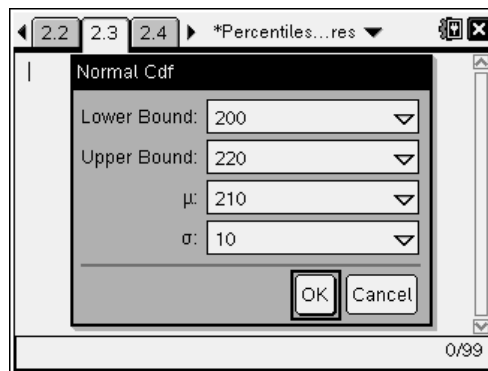 2.2 2.3 2.4 *Percentiles...res
Normal Cdf
Lower Bound: 200
Upper Bound: 220
μ: 210
σ: 10
OK Cancel
0/99